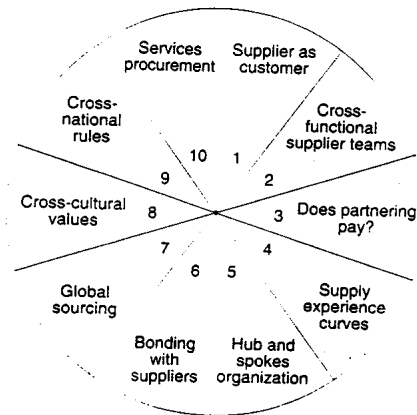 Services
procurement
Supplier as
customer
Cross-
national
rules
Cross-
functional
supplier teams
10
1
9
2
Cross-cultural
values
8
3
Does partnering
pay?
7
4
6
5
Global
sourcing
Supply
experience
curves
Bonding
with
suppliers
Hub and
spokes
organization